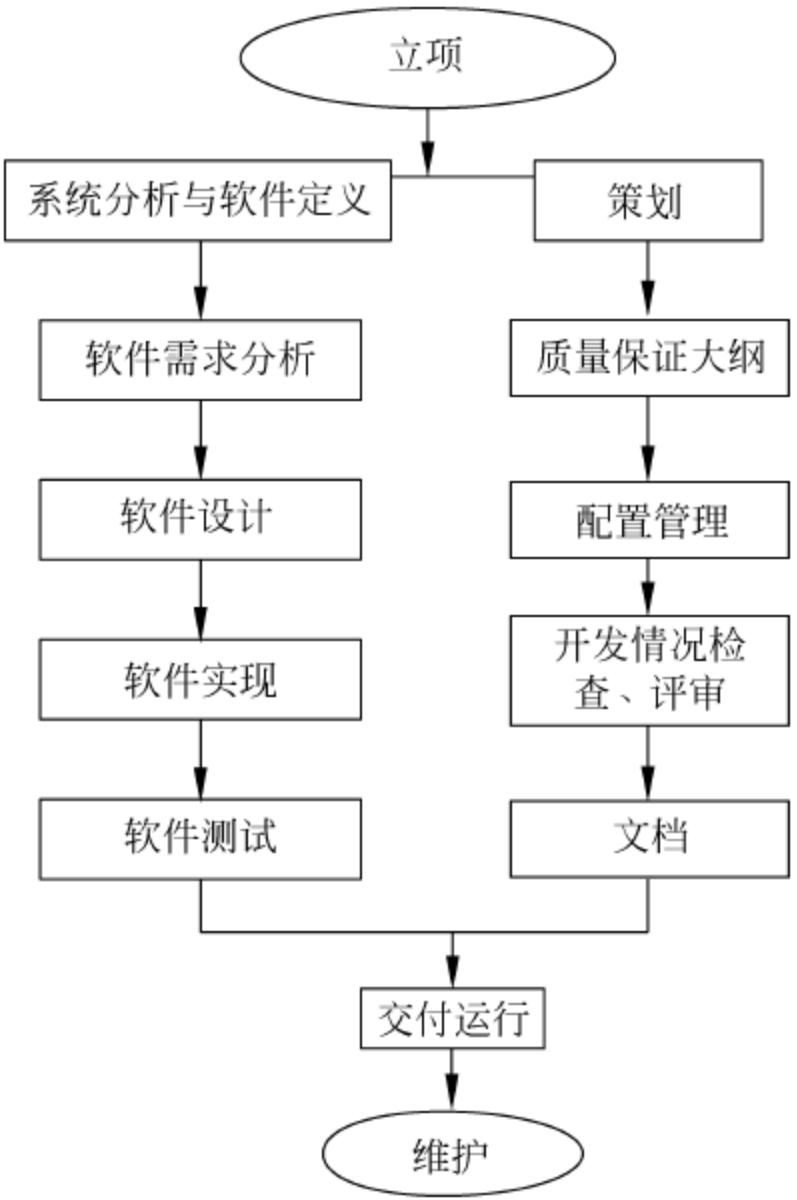 立项
系统分析与软件定义
策划
软件需求分析
质量保证大纲
软件设计
配置管理
软件实现
开发情况检
查、评审
软件测试
文档
交付运行
维护